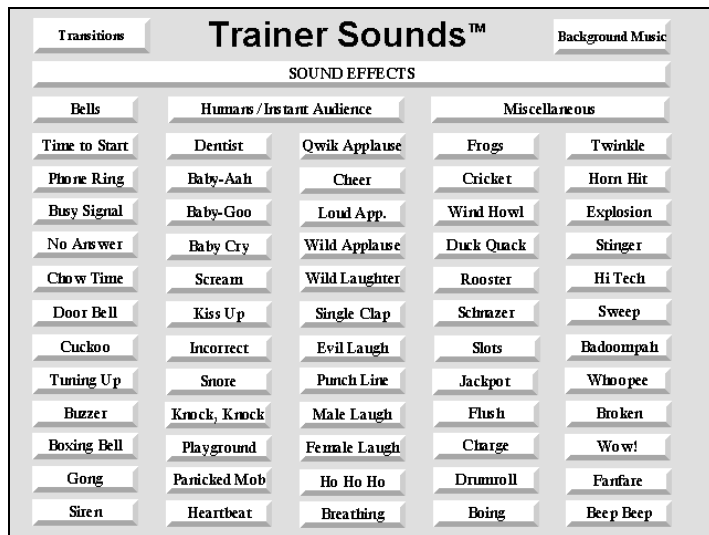 Transitions
Trainer Sounds™
Background Music
SOUND EFFECTS
Bells
Humans / Instant Audience
Miscellaneous
Time to Start
Dentist
Qwik Applause
Frogs
Twinkle
Phone Ring
Baby-Aah
Cheer
Cricket
Horn Hit
Busy Signal
Baby-Goo
Loud App.
Wind Howl
Explosion
No Answer
Baby Cry
Wild Applause
Duck Quack
Stinger
Chow Time
Scream
Wild Laughter
Rooster
Hi Tech
Door Bell
Kiss Up
Single Clap
Schnazer
Sweep
Cuckoo
Incorrect
Evil Laugh
Slots
Badoompah
Tuning Up
Snore
Punch Line
Jackpot
Whoopee
Buzzer
Knock, Knock
Male Laugh
Flush
Broken
Boxing Bell
Playground
Female Laugh
Charge
Wow!
Gong
Panicked Mob
Ho Ho Ho
Drumroll
Fanfare
Siren
Heartbeat
Breathing
Boing
Beep Beep